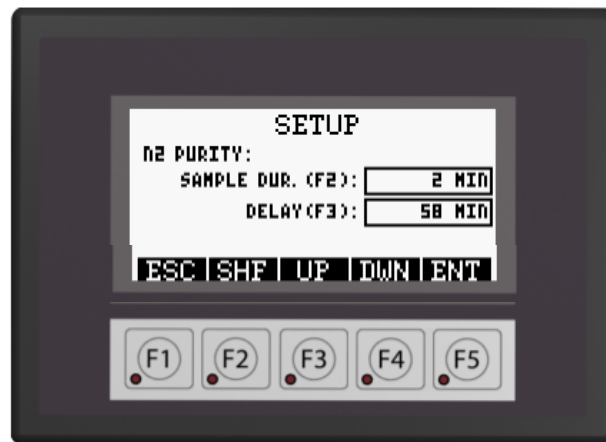 SETUP
N2 PURITY:
SAMPLE DUR. (F2): 2 MIN
DELAY(F3): 58 MIN
ESC SHF UP DWN ENT
F1 F2 F3 F4 F5